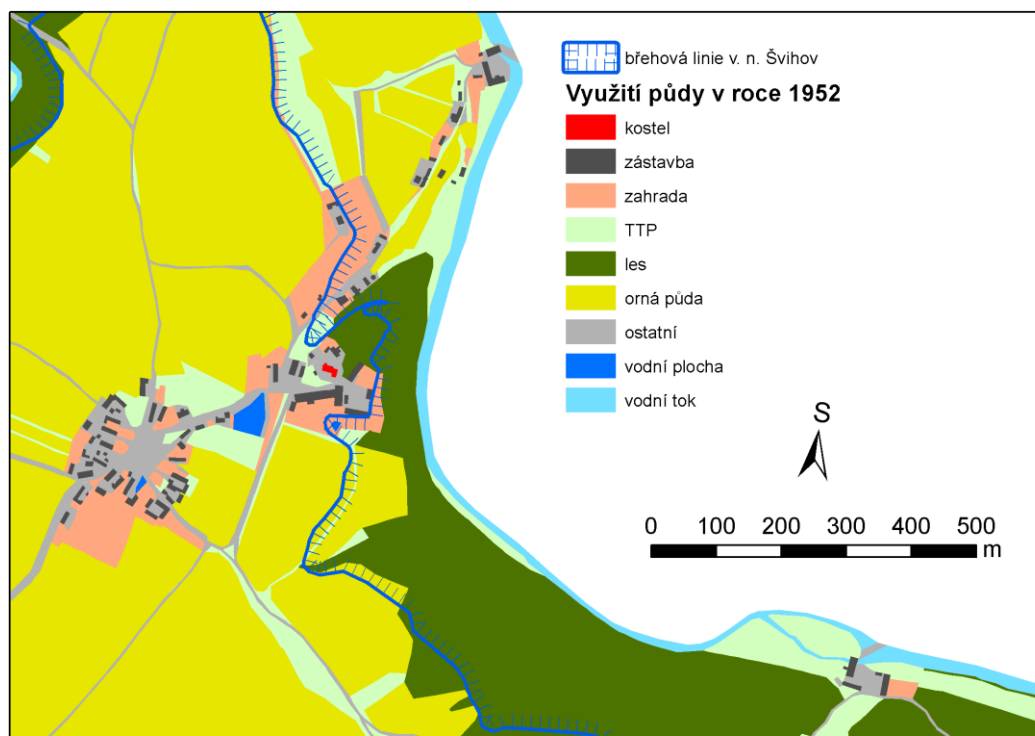 břehová linie v. n. Švihov
Využití půdy v roce 1952
kostel
zástavba
zahrada
TTP
les
orná půda
ostatní
vodní plocha
vodní tok
S
0 100 200 300 400 500
m